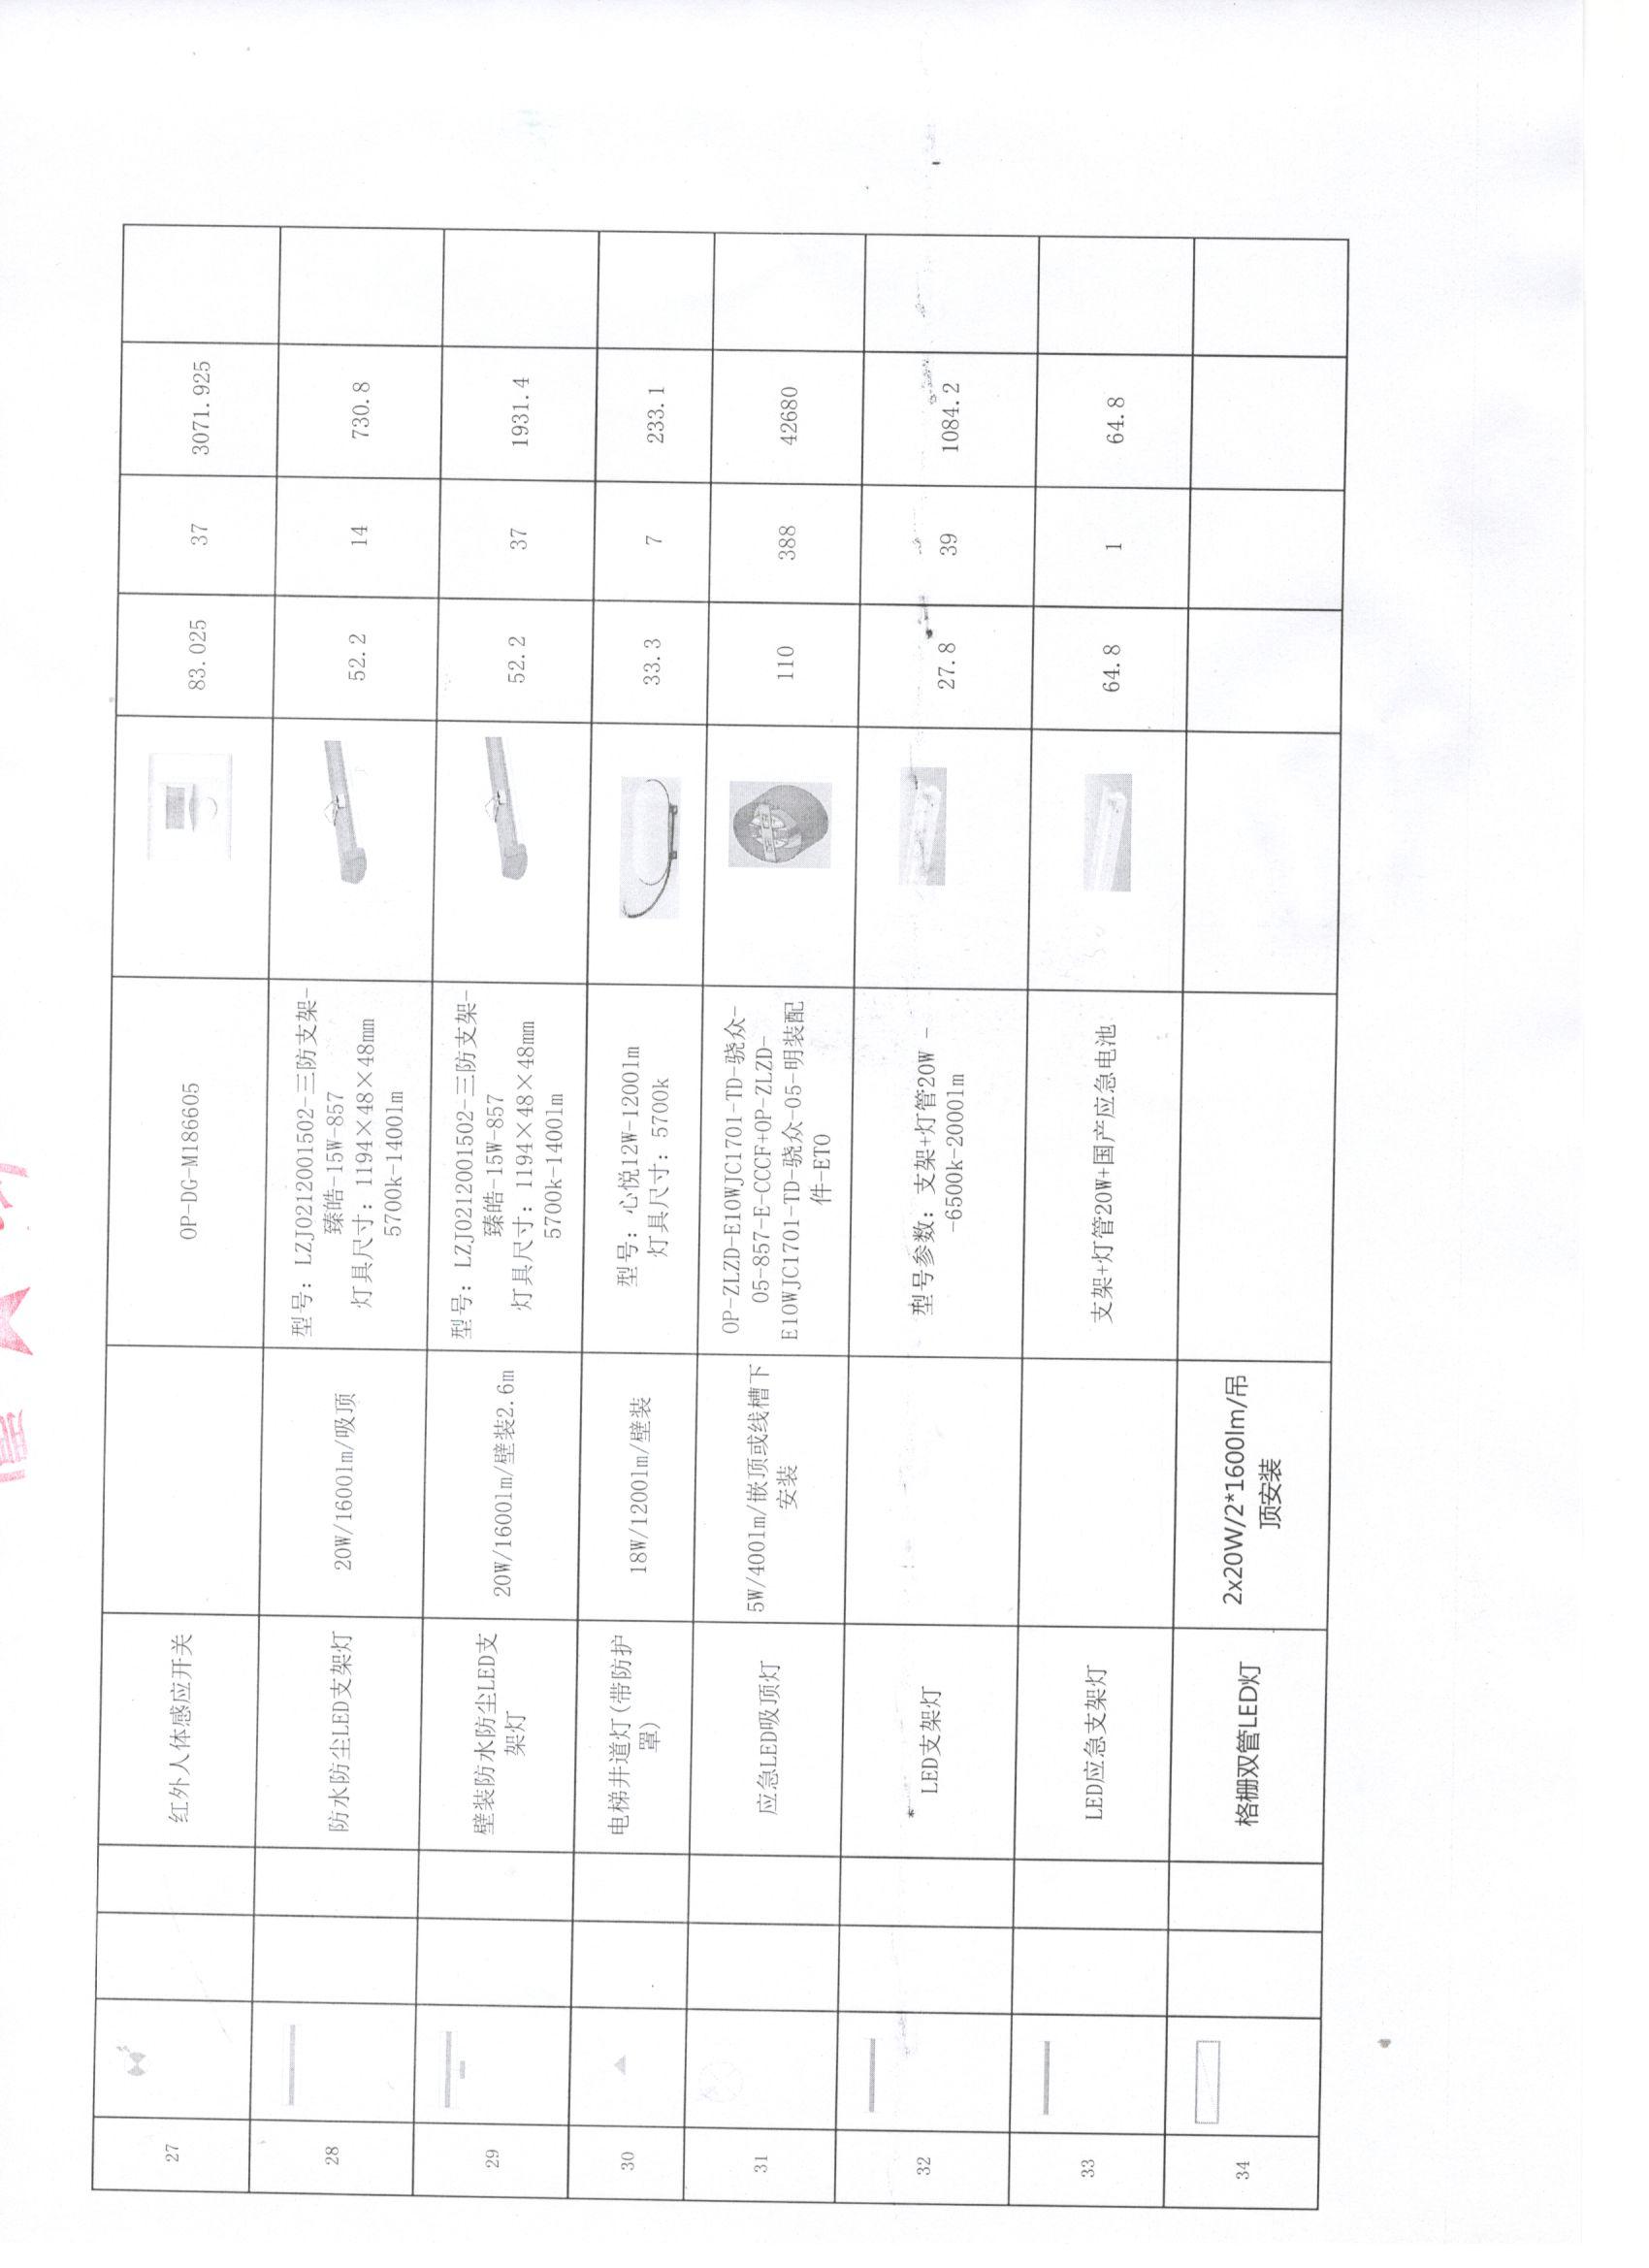 27
红外人体感应开关
OP-DG-M186605
83.025
37
3071.925
28
防水防尘LED支架灯
20W/1600lm/吸顶
型号：LZJ0212001502-三防支架-
臻皓-15W-857
灯具尺寸：1194×48×48mm
5700k-1400lm
52.2
14
730.8
29
壁装防水防尘LED支
架灯
20W/1600lm/壁装2.6m
型号：LZJ0212001502-三防支架-
臻皓-15W-857
灯具尺寸：1194×48×48mm
5700k-1400lm
52.2
37
1931.4
30
电梯井道灯(带防护
罩)
18W/1200lm/壁装
型号：心悦12W-1200lm
灯具尺寸：5700k
33.3
7
233.1
31
应急LED吸顶灯
5W/400lm/嵌顶或线槽下
安装
OP-ZLZD-E10WJC1701-TD-骁众-
05-857-E-CCCF+OP-ZLZD-
E10WJC1701-TD-骁众-05-明装配
件-ETO
110
388
42680
32
LED支架灯
型号参数：支架+灯管20W -
-6500k-2000lm
27.8
39
1084.2
33
LED应急支架灯
支架+灯管20W+国产应急电池
64.8
1
64.8
34
格栅双管LED灯
2x20W/2*1600lm/吊
顶安装